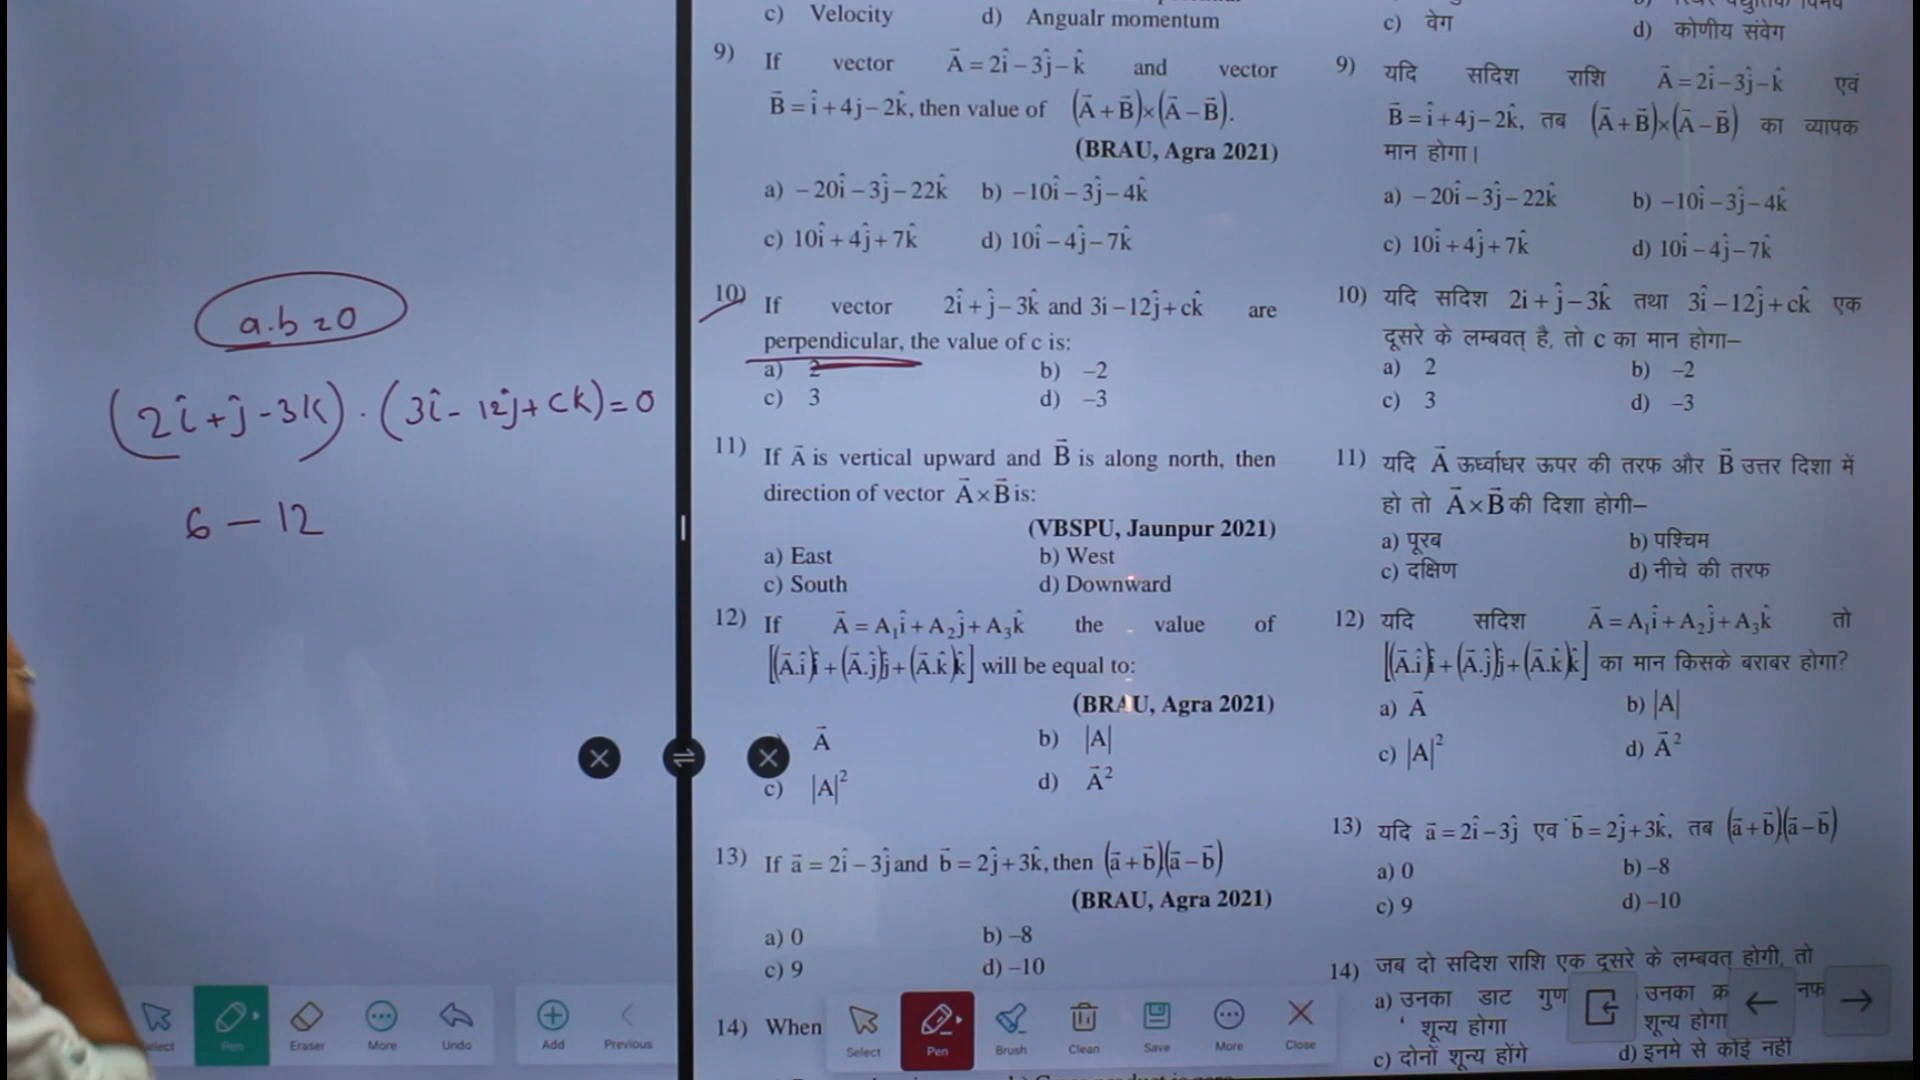 a.b=0
(2î+ĵ-3k).(3î-12ĵ+ck)=0
6-12
c) Velocity d) Angualr momentum
9) If vector A⃗ = 2î – 3ĵ – k̂ and vector
B⃗ = î + 4j – 2k̂, then value of (A⃗ + B⃗)×(A⃗ – B⃗).
(BRAU, Agra 2021)
a) – 20î – 3ĵ – 22k̂ b) –10î – 3ĵ – 4k̂
c) 10î + 4ĵ + 7k̂ d) 10î – 4ĵ – 7k̂
10) If vector 2î + ĵ – 3k̂ and 3i – 12ĵ + ck̂ are
perpendicular, the value of c is:
a) 2 b) –2
c) 3 d) –3
11) If A⃗ is vertical upward and B⃗ is along north, then
direction of vector A⃗ × B⃗ is:
(VBSPU, Jaunpur 2021)
a) East b) West
c) South d) Downward
12) If A⃗ = A₁î + A₂ĵ + A₃k̂ the value of
[(A⃗.î)î + (A⃗.ĵ)ĵ + (A⃗.k̂)k̂] will be equal to:
(BRAU, Agra 2021)
A⃗ b) |A|
c) |A|² d) A⃗²
13) If a⃗ = 2î – 3ĵ and b⃗ = 2ĵ + 3k̂, then (a⃗ + b⃗)(a⃗ – b⃗)
(BRAU, Agra 2021)
a) 0 b) –8
c) 9 d) –10
14) When
c) वेग d) कोणीय संवेग
9) यदि सदिश राशि A⃗ = 2î – 3ĵ – k̂ एवं
B⃗ = î + 4j – 2k̂, तब (A⃗ + B⃗)×(A⃗ – B⃗) का व्यापक
मान होगा।
a) – 20î – 3ĵ – 22k̂ b) –10î – 3ĵ – 4k̂
c) 10î + 4ĵ + 7k̂ d) 10î – 4ĵ – 7k̂
10) यदि सदिश 2i + ĵ – 3k̂ तथा 3î – 12ĵ + ck̂ एक
दूसरे के लम्बवत् है, तो c का मान होगा–
a) 2 b) –2
c) 3 d) –3
11) यदि A⃗ ऊर्ध्वाधर ऊपर की तरफ और B⃗ उत्तर दिशा में
हो तो A⃗ × B⃗ की दिशा होगी–
a) पूरब b) पश्चिम
c) दक्षिण d) नीचे की तरफ
12) यदि सदिश A⃗ = A₁î + A₂ĵ + A₃k̂ तो
[(A⃗.î)î + (A⃗.ĵ)ĵ + (A⃗.k̂)k̂] का मान किसके बराबर होगा?
a) A⃗ b) |A|
c) |A|² d) A⃗²
13) यदि a⃗ = 2î – 3ĵ एव b⃗ = 2ĵ + 3k̂, तब (a⃗ + b⃗)(a⃗ – b⃗)
a) 0 b) –8
c) 9 d) –10
14) जब दो सदिश राशि एक दूसरे के लम्बवत् होगी, तो
a) उनका डाट गुण उनका
शून्य होगा शून्य होगा
c) दोनों शून्य होंगे d) इनमे से कोई नहीं
Pen Eraser More Undo Add Previous
Select Pen Brush Clean Save More Close